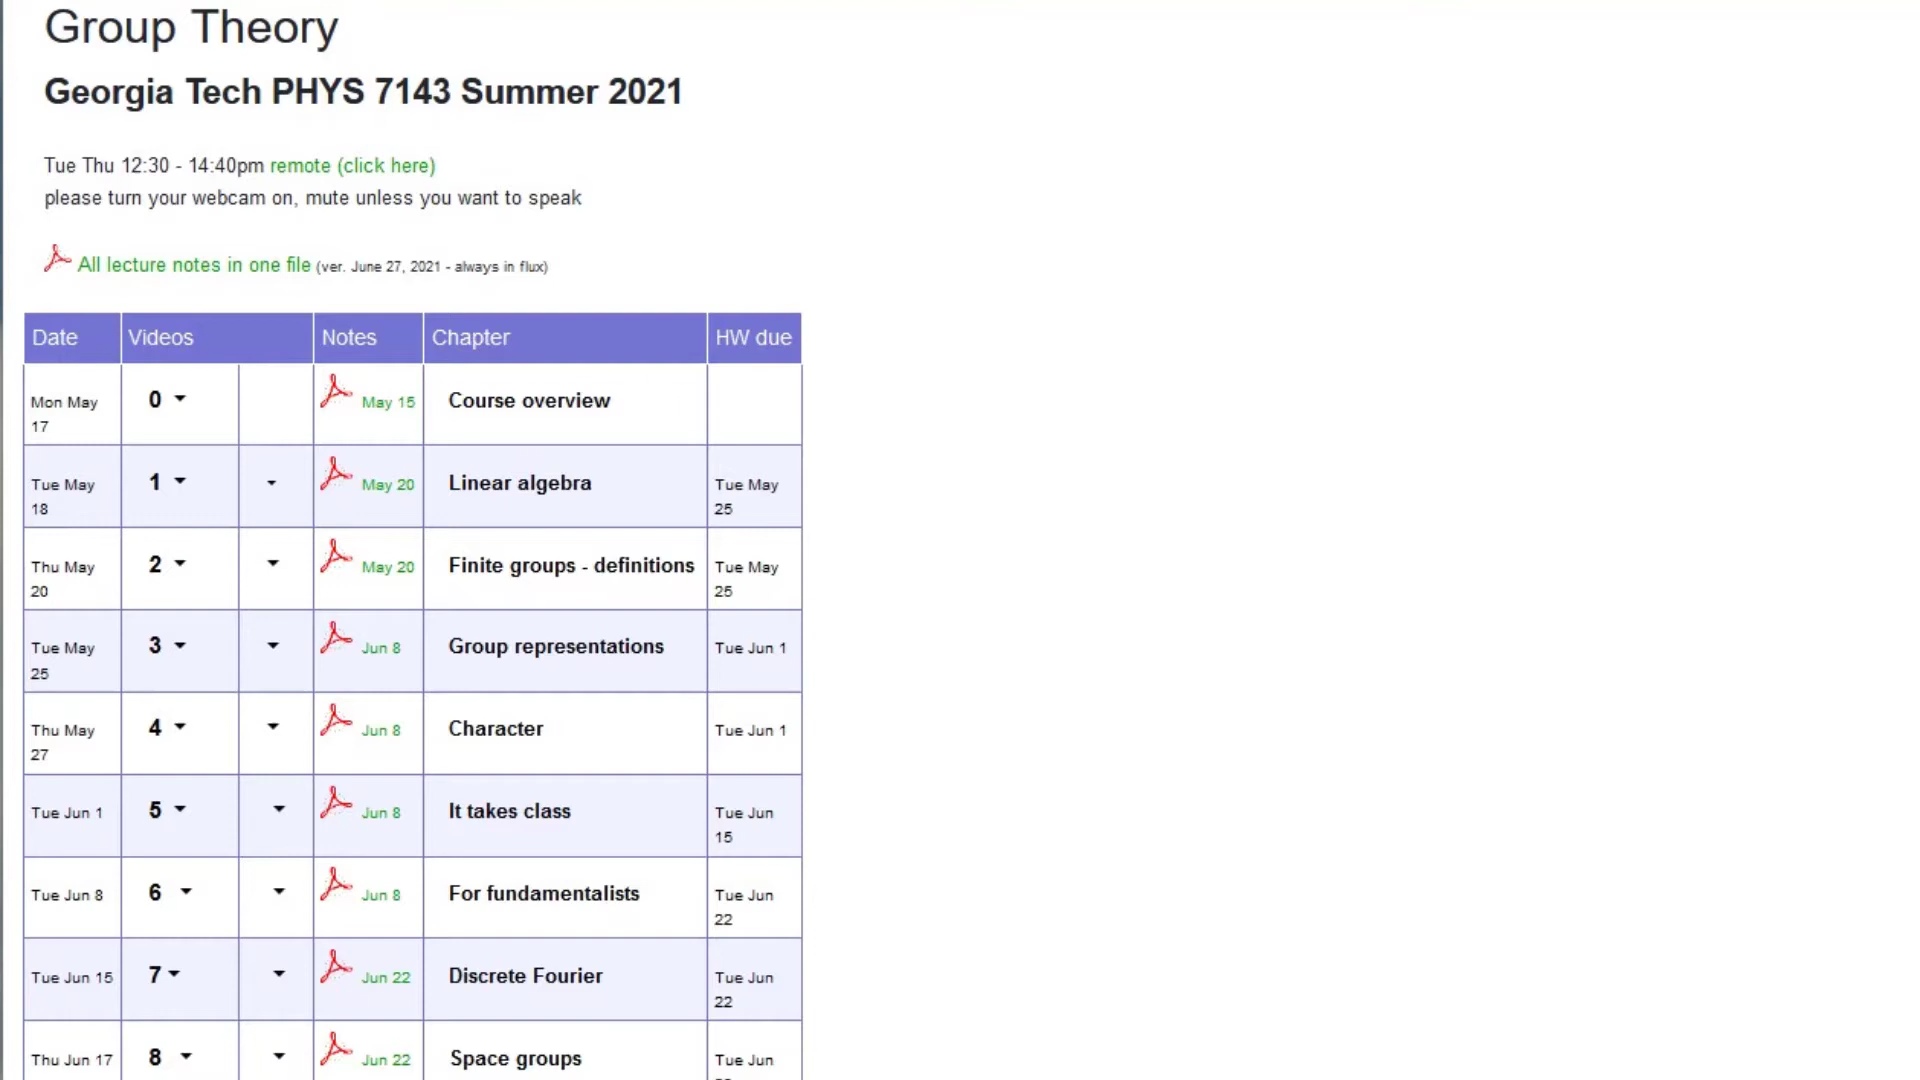 Group Theory
Georgia Tech PHYS 7143 Summer 2021
Tue Thu 12:30 - 14:40pm remote (click here)
please turn your webcam on, mute unless you want to speak
All lecture notes in one file (ver. June 27, 2021 - always in flux)
Date Videos Notes Chapter HW due
Mon May 17 0 May 15 Course overview
Tue May 18 1 May 20 Linear algebra Tue May 25
Thu May 20 2 May 20 Finite groups - definitions Tue May 25
Tue May 25 3 Jun 8 Group representations Tue Jun 1
Thu May 27 4 Jun 8 Character Tue Jun 1
Tue Jun 1 5 Jun 8 It takes class Tue Jun 15
Tue Jun 8 6 Jun 8 For fundamentalists Tue Jun 22
Tue Jun 15 7 Jun 22 Discrete Fourier Tue Jun 22
Thu Jun 17 8 Jun 22 Space groups Tue Jun